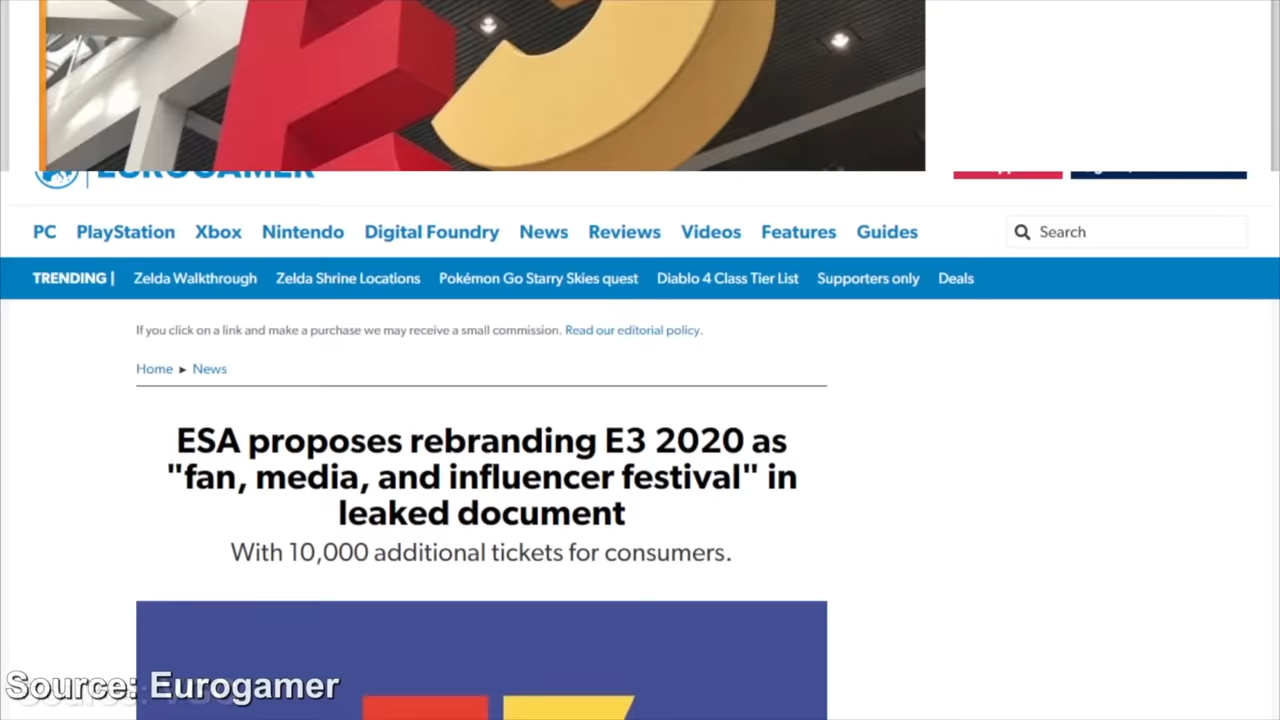 EUROGAMER
PC PlayStation Xbox Nintendo Digital Foundry News Reviews Videos Features Guides Search
TRENDING | Zelda Walkthrough Zelda Shrine Locations Pokémon Go Starry Skies quest Diablo 4 Class Tier List Supporters only Deals
If you click on a link and make a purchase we may receive a small commission. Read our editorial policy.
Home ▸ News
ESA proposes rebranding E3 2020 as
"fan, media, and influencer festival" in
leaked document
With 10,000 additional tickets for consumers.
Source: Eurogamer